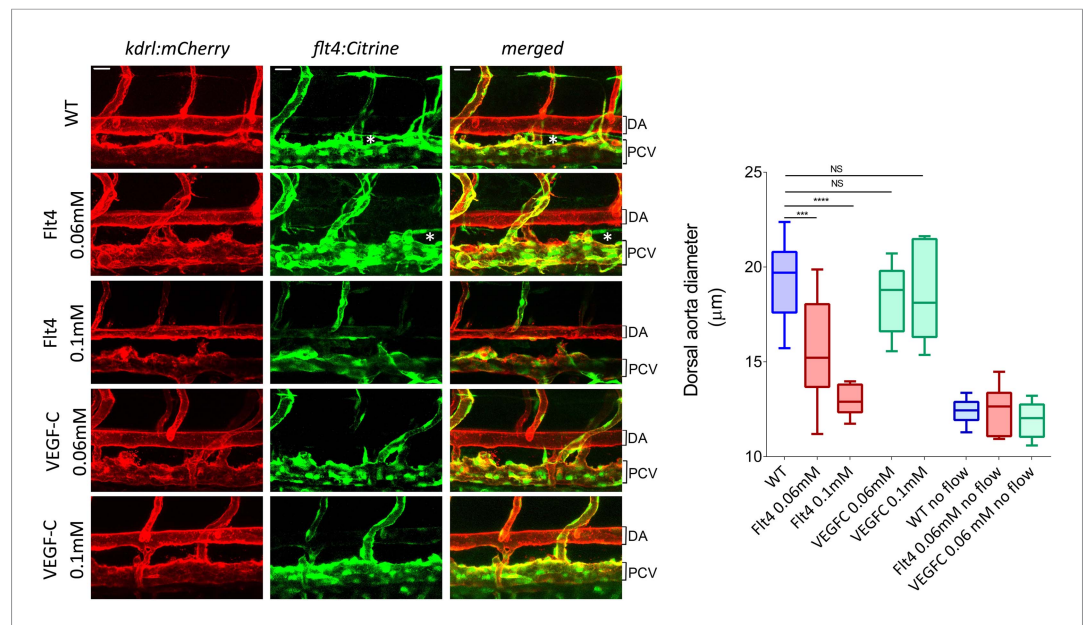 kdrl:mCherry flt4:Citrine merged
WT
DA
* *
PCV
Flt4
0.06mM
DA
* *
PCV
Flt4
0.1mM
DA
PCV
VEGF-C
0.06mM
DA
PCV
VEGF-C
0.1mM
DA
PCV
Dorsal aorta diameter
(μm)
25
20
15
10
NS
NS
****
***
WT
Flt4 0.06mM
Flt4 0.1mM
VEGFC 0.06mM
VEGFC 0.1mM
WT no flow
Flt4 0.06mM no flow
VEGFC 0.06 mM no flow